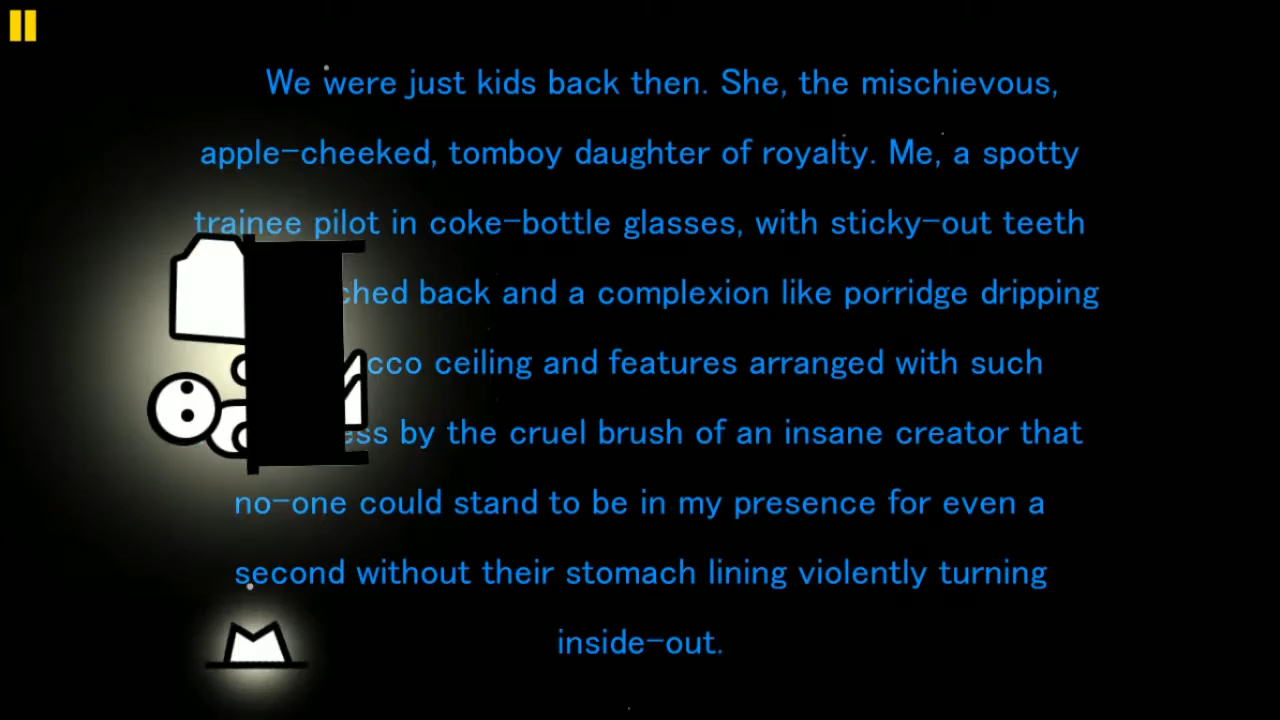 We were just kids back then. She, the mischievous,
apple-cheeked, tomboy daughter of royalty. Me, a spotty
trainee pilot in coke-bottle glasses, with sticky-out teeth
back and a complexion like porridge dripping
ceiling and features arranged with such
by the cruel brush of an insane creator that
no-one could stand to be in my presence for even a
second without their stomach lining violently turning
inside-out.